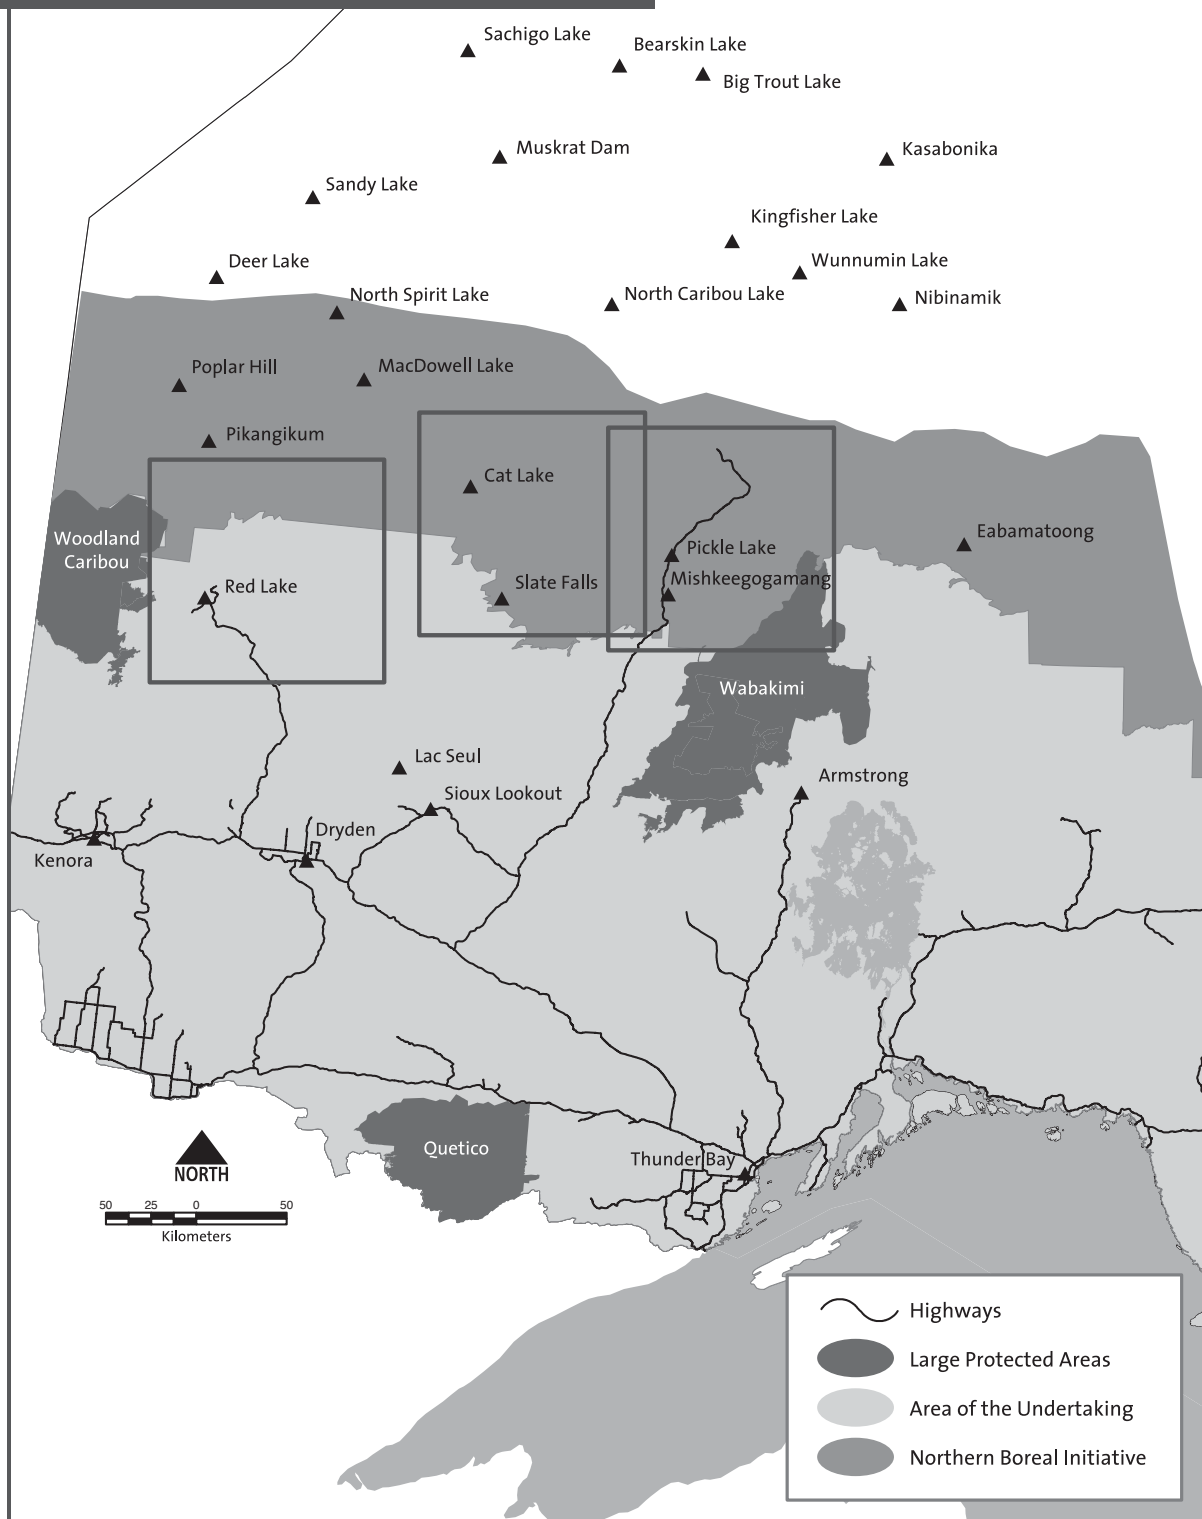 Sachigo Lake
Bearskin Lake
Big Trout Lake
Muskrat Dam
Kasabonika
Sandy Lake
Kingfisher Lake
Deer Lake
Wunnumin Lake
North Spirit Lake
North Caribou Lake
Nibinamik
Poplar Hill
MacDowell Lake
Pikangikum
Cat Lake
Woodland
Caribou
Eabamatoong
Pickle Lake
Mishkeegogamang
Red Lake
Slate Falls
Wabakimi
Lac Seul
Armstrong
Sioux Lookout
Dryden
Kenora
Quetico
Thunder Bay
NORTH
50 25 0 50
Kilometers
Highways
Large Protected Areas
Area of the Undertaking
Northern Boreal Initiative